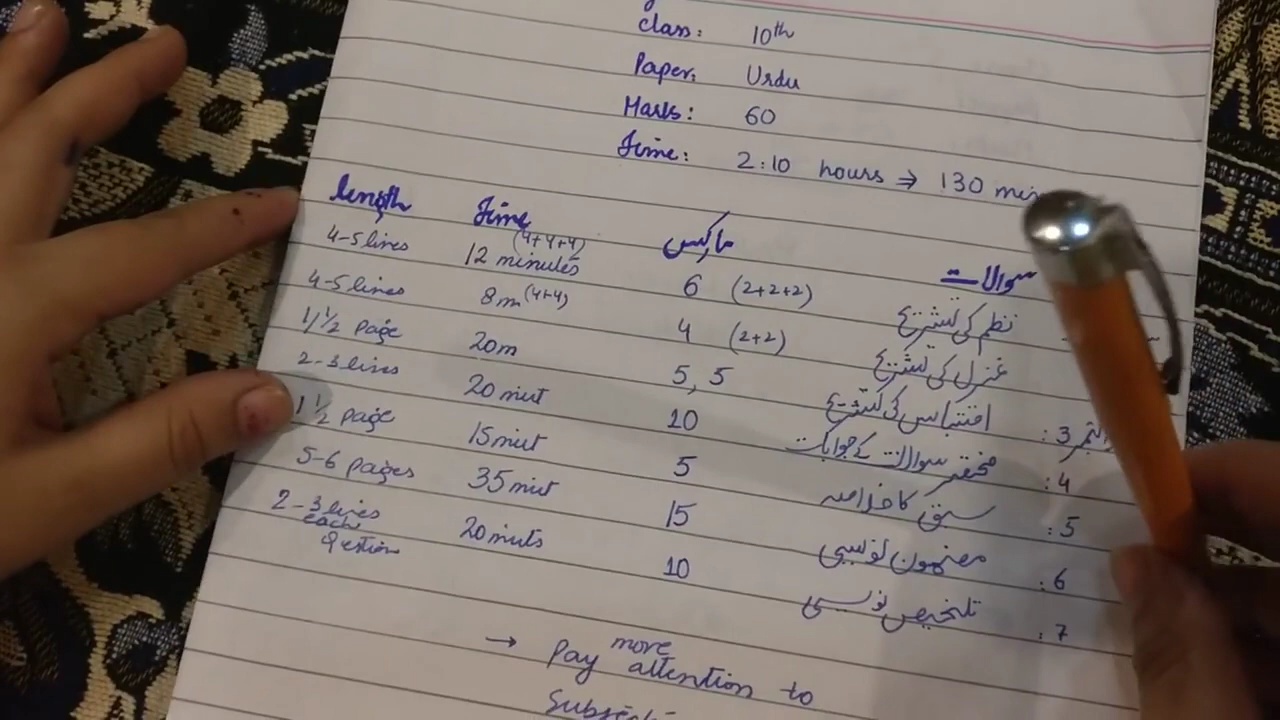 Class: 10th
Paper: Urdu
Marks: 60
Time: 2:10 hours ⇒ 130 min
length Time مارکس سوالات
4-5 lines 12 minutes (4+4+4) 6 (2+2+2) نظم کی تشریح
4-5 lines 8m (4+4) 4 (2+2) غزل کی تشریح
1/1½ page 20m 5, 5 اقتباس کی تشریح 3:
2-3 lines 20 mint 10 مختصر سوالات کے جوابات 4:
1½ page 15 mint 5 سبق کا خلاصہ 5:
5-6 pages 35 mint 15 مضمون نویسی 6:
2-3 lines each qestion 20 mints 10 تلخیص نویسی 7:
→ Pay more attention to